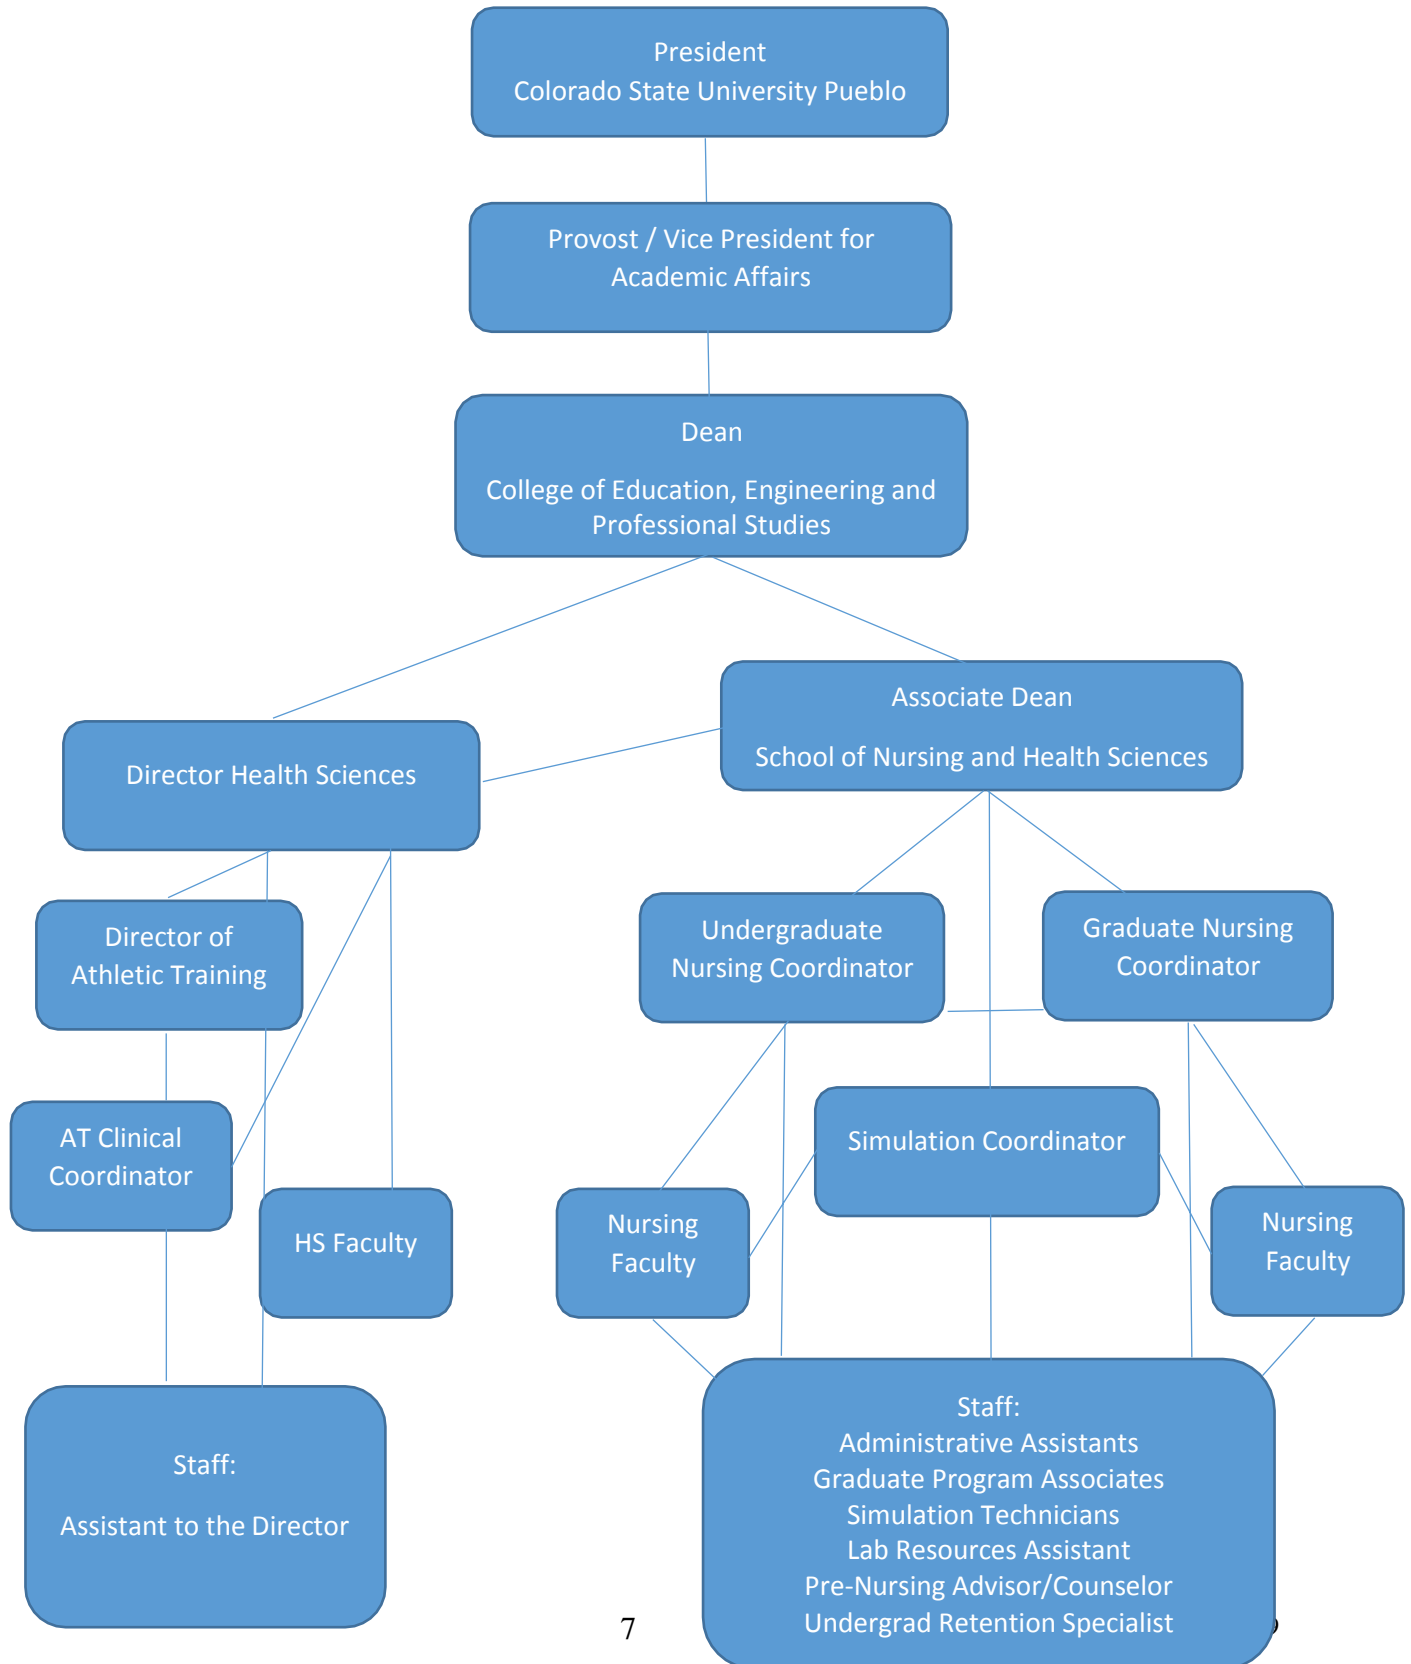 President
Colorado State University Pueblo
Provost / Vice President for
Academic Affairs
Dean
College of Education, Engineering and
Professional Studies
Associate Dean
School of Nursing and Health Sciences
Director Health Sciences
Director of
Athletic Training
Undergraduate
Nursing Coordinator
Graduate Nursing
Coordinator
AT Clinical
Coordinator
Simulation Coordinator
HS Faculty
Nursing
Faculty
Nursing
Faculty
Staff:
Assistant to the Director
Staff:
Administrative Assistants
Graduate Program Associates
Simulation Technicians
Lab Resources Assistant
Pre-Nursing Advisor/Counselor
Undergrad Retention Specialist
7